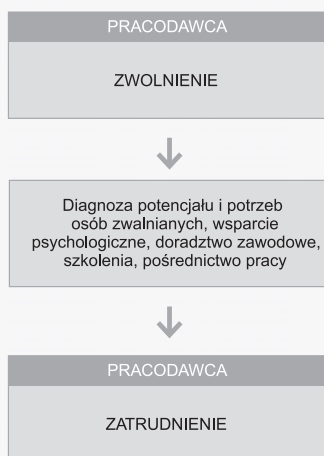 PRACODAWCA
ZWOLNIENIE
Diagnoza potencjału i potrzeb
osób zwalnianych, wsparcie
psychologiczne, doradztwo zawodowe,
szkolenia, pośrednictwo pracy
PRACODAWCA
ZATRUDNIENIE